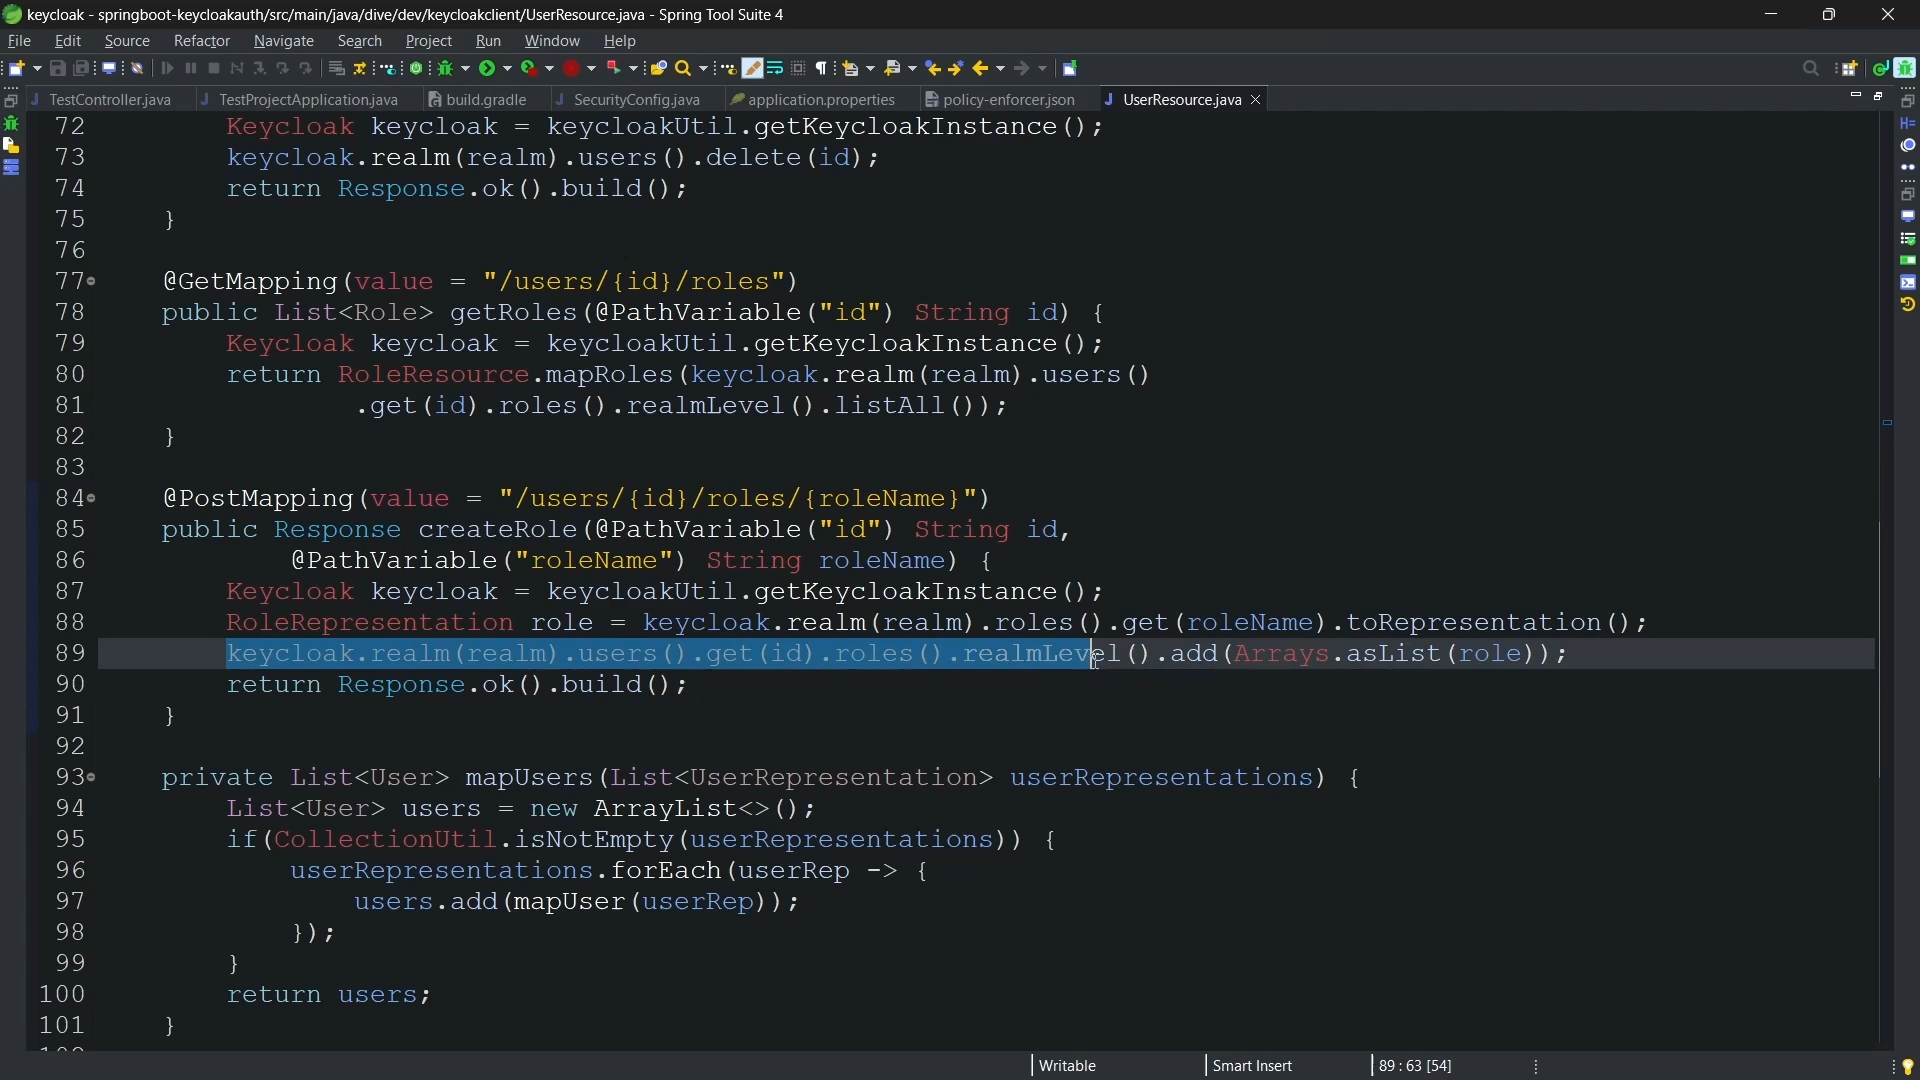 keycloak - springboot-keycloakauth/src/main/java/dive/dev/keycloakclient/UserResource.java - Spring Tool Suite 4
File Edit Source Refactor Navigate Search Project Run Window Help
TestController.java TestProjectApplication.java build.gradle SecurityConfig.java application.properties policy-enforcer.json UserResource.java
72 Keycloak keycloak = keycloakUtil.getKeycloakInstance();
73 keycloak.realm(realm).users().delete(id);
74 return Response.ok().build();
75 }
76
77 @GetMapping(value = "/users/{id}/roles")
78 public List<Role> getRoles(@PathVariable("id") String id) {
79 Keycloak keycloak = keycloakUtil.getKeycloakInstance();
80 return RoleResource.mapRoles(keycloak.realm(realm).users()
81 .get(id).roles().realmLevel().listAll());
82 }
83
84 @PostMapping(value = "/users/{id}/roles/{roleName}")
85 public Response createRole(@PathVariable("id") String id,
86 @PathVariable("roleName") String roleName) {
87 Keycloak keycloak = keycloakUtil.getKeycloakInstance();
88 RoleRepresentation role = keycloak.realm(realm).roles().get(roleName).toRepresentation();
89 keycloak.realm(realm).users().get(id).roles().realmLevel().add(Arrays.asList(role));
90 return Response.ok().build();
91 }
92
93 private List<User> mapUsers(List<UserRepresentation> userRepresentations) {
94 List<User> users = new ArrayList<>();
95 if(CollectionUtil.isNotEmpty(userRepresentations)) {
96 userRepresentations.forEach(userRep -> {
97 users.add(mapUser(userRep));
98 });
99 }
100 return users;
101 }
Writable Smart Insert 89 : 63 [54]